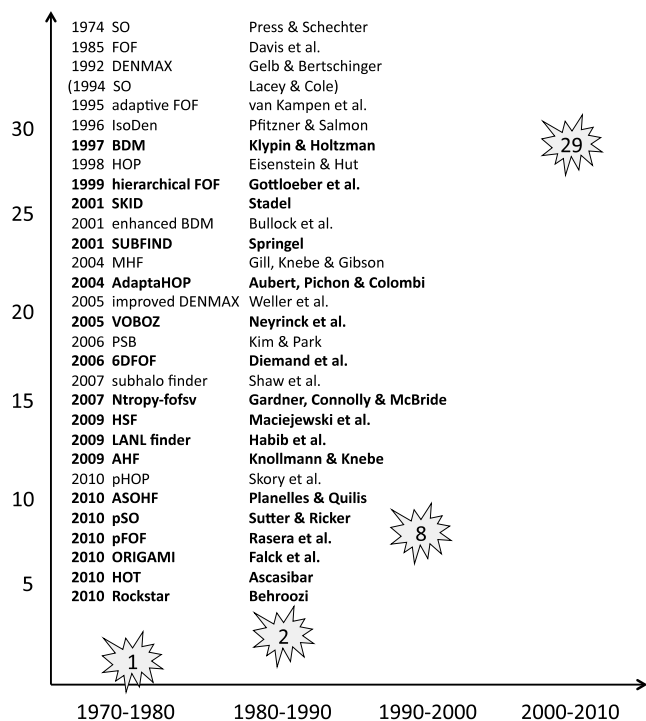 1974 SO Press & Schechter
1985 FOF Davis et al.
1992 DENMAX Gelb & Bertschinger
(1994 SO Lacey & Cole)
1995 adaptive FOF van Kampen et al.
1996 IsoDen Pfitzner & Salmon
30
1997 BDM Klypin & Holtzman
29
1998 HOP Eisenstein & Hut
1999 hierarchical FOF Gottloeber et al.
2001 SKID Stadel
25
2001 enhanced BDM Bullock et al.
2001 SUBFIND Springel
2004 MHF Gill, Knebe & Gibson
2004 AdaptaHOP Aubert, Pichon & Colombi
2005 improved DENMAX Weller et al.
20
2005 VOBOZ Neyrinck et al.
2006 PSB Kim & Park
2006 6DFOF Diemand et al.
2007 subhalo finder Shaw et al.
15
2007 Ntropy-fofsv Gardner, Connolly & McBride
2009 HSF Maciejewski et al.
2009 LANL finder Habib et al.
2009 AHF Knollmann & Knebe
2010 pHOP Skory et al.
10
2010 ASOHF Planelles & Quilis
2010 pSO Sutter & Ricker
8
2010 pFOF Rasera et al.
2010 ORIGAMI Falck et al.
5
2010 HOT Ascasibar
2010 Rockstar Behroozi
2
1
1970-1980 1980-1990 1990-2000 2000-2010